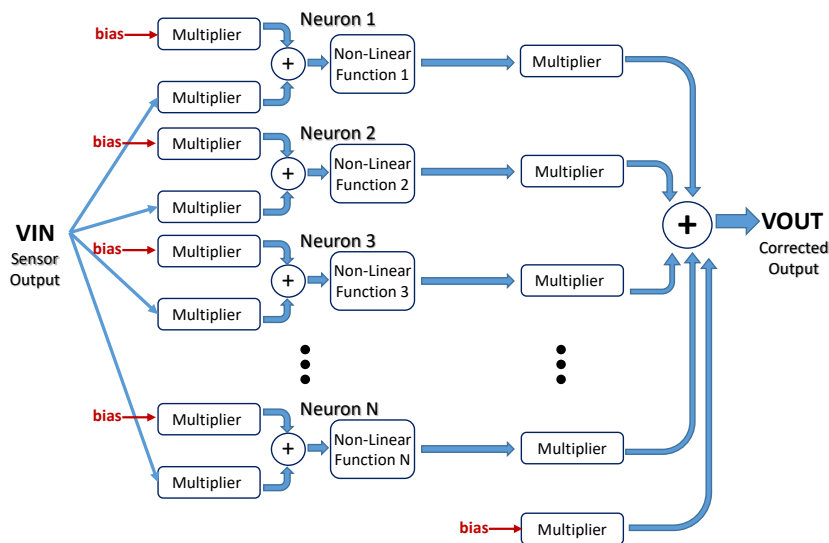 Neuron 1
bias
Multiplier
+
Non-Linear
Function 1
Multiplier
Multiplier
Neuron 2
bias
Multiplier
+
Non-Linear
Function 2
Multiplier
Multiplier
VIN
Sensor
Output
Neuron 3
bias
Multiplier
+
Non-Linear
Function 3
Multiplier
Multiplier
+
VOUT
Corrected
Output
Neuron N
bias
Multiplier
+
Non-Linear
Function N
Multiplier
Multiplier
bias
Multiplier